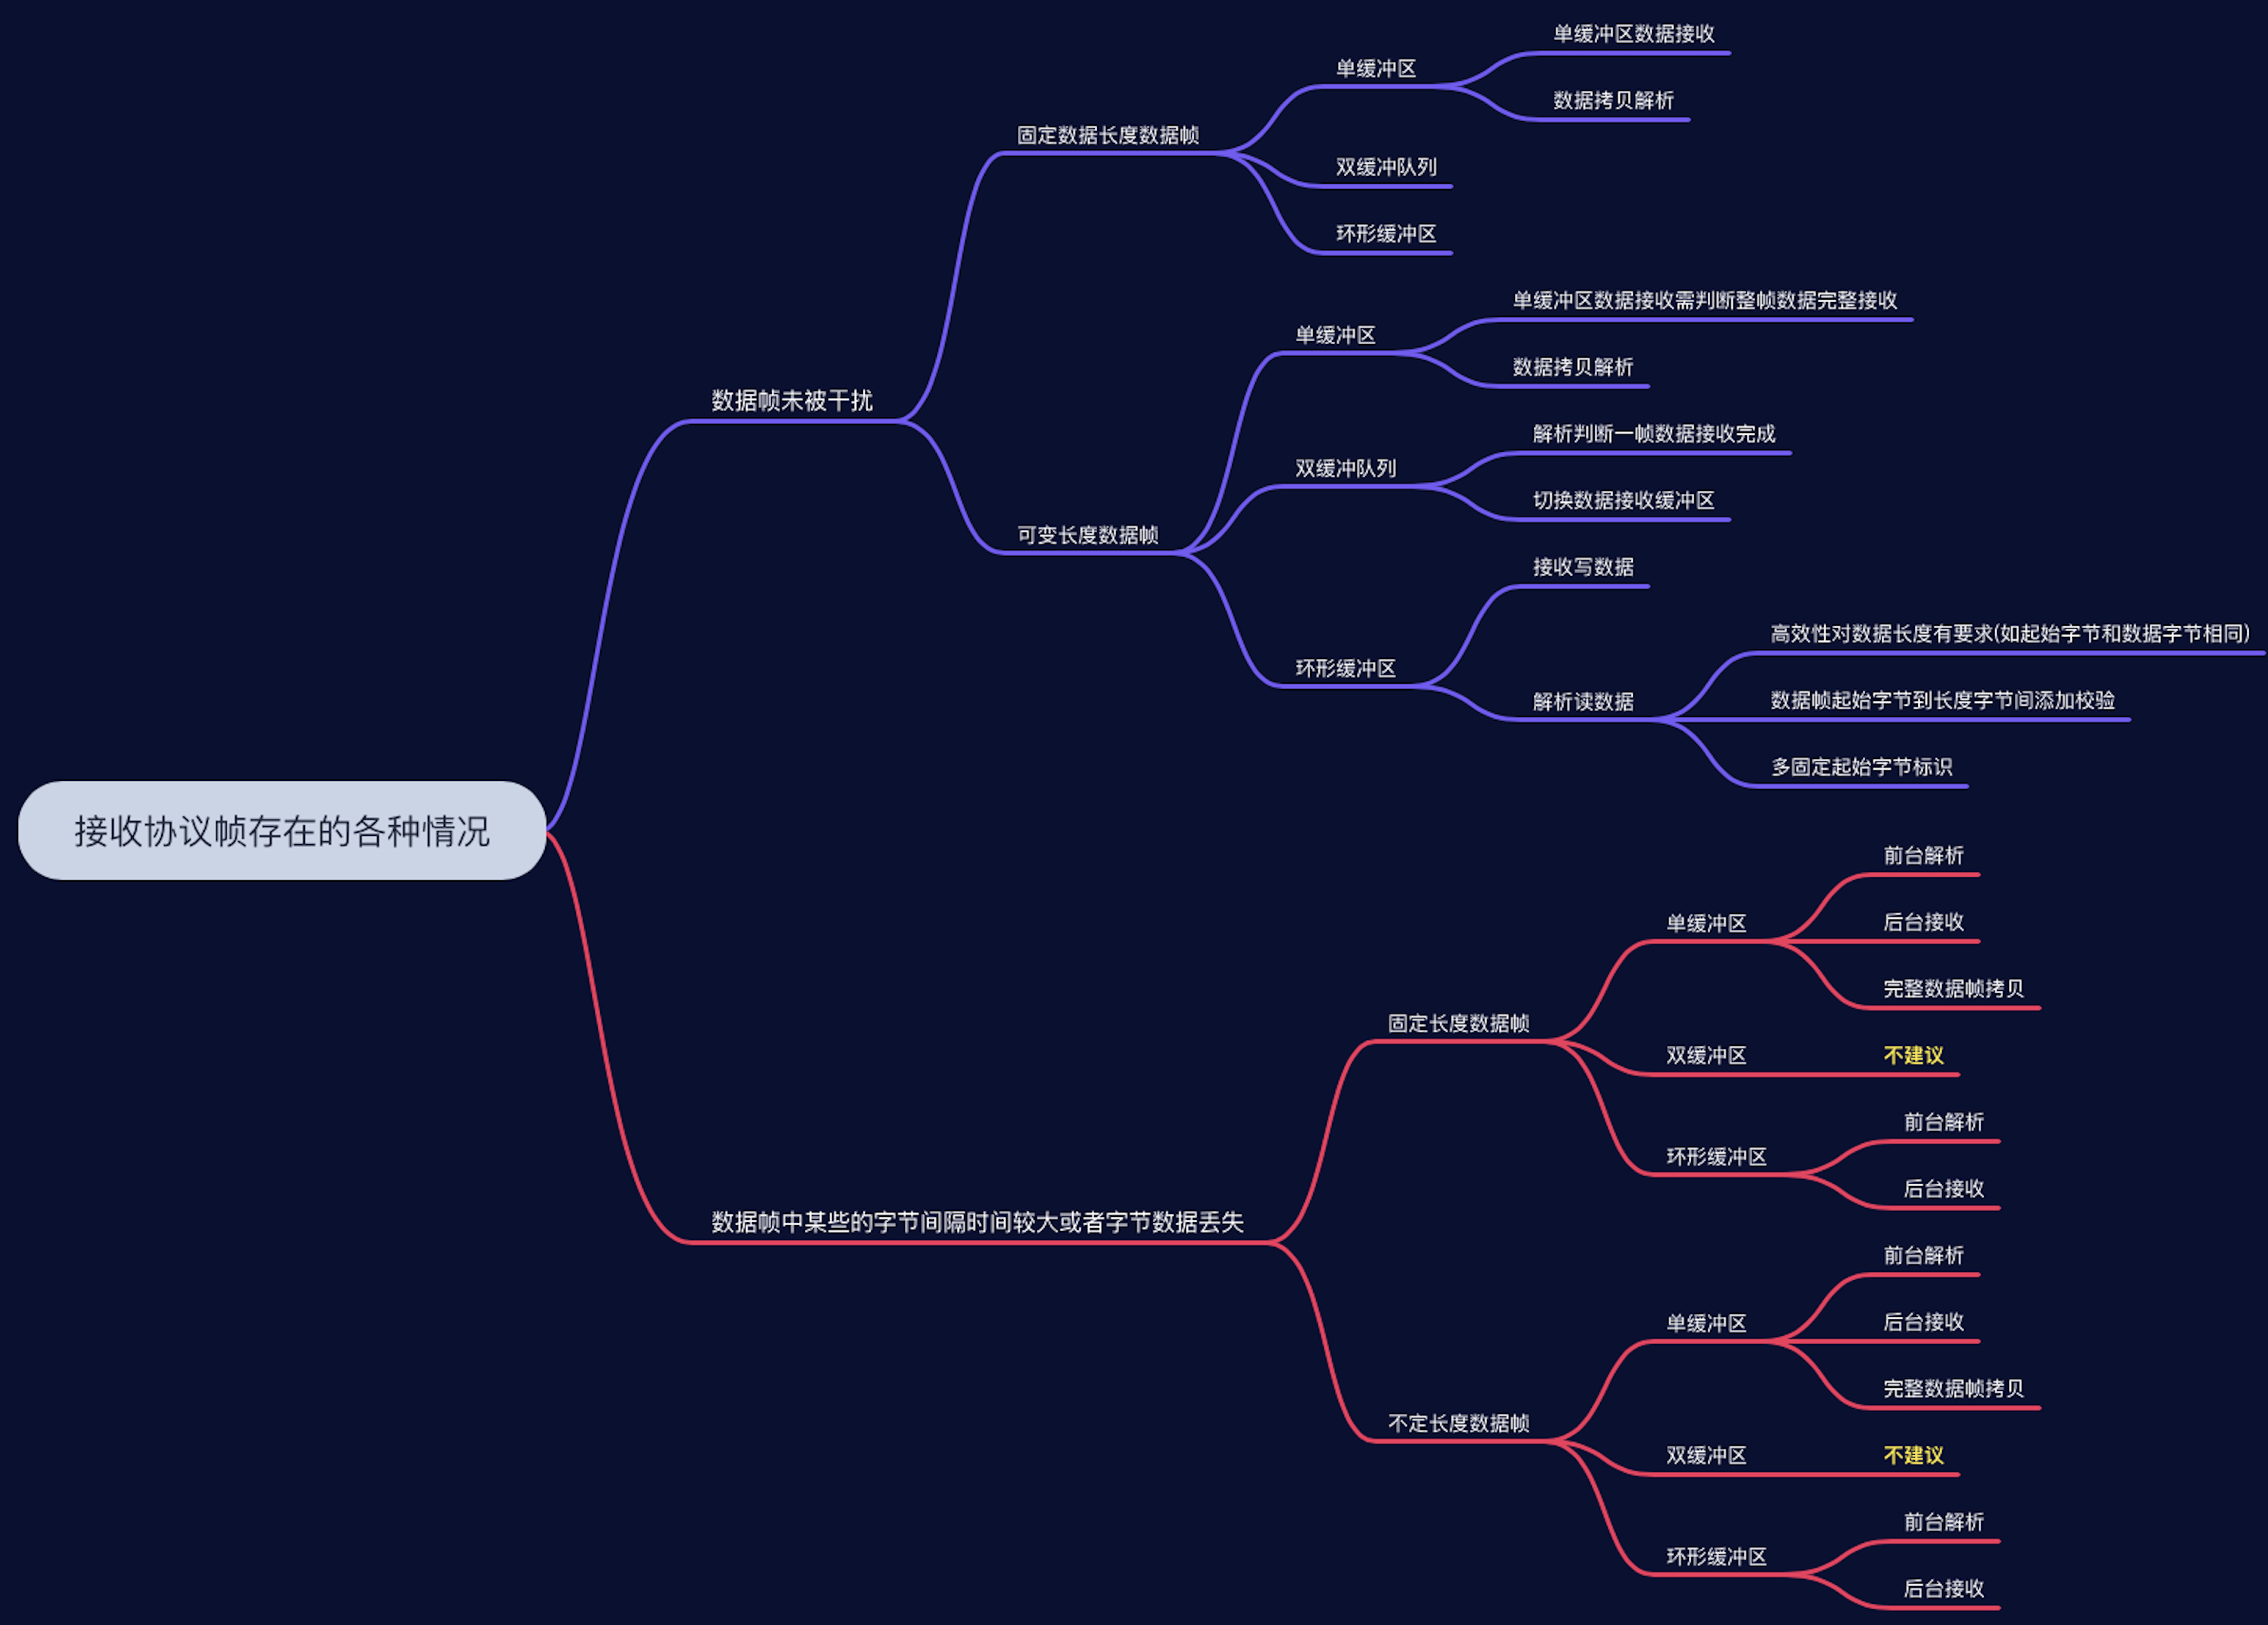 接收协议帧存在的各种情况
数据帧未被干扰
固定数据长度数据帧
单缓冲区
单缓冲区数据接收
数据拷贝解析
双缓冲队列
环形缓冲区
可变长度数据帧
单缓冲区
单缓冲区数据接收需判断整帧数据完整接收
数据拷贝解析
双缓冲队列
解析判断一帧数据接收完成
切换数据接收缓冲区
环形缓冲区
接收写数据
解析读数据
高效性对数据长度有要求(如起始字节和数据字节相同)
数据帧起始字节到长度字节间添加校验
多固定起始字节标识
数据帧中某些的字节间隔时间较大或者字节数据丢失
固定长度数据帧
单缓冲区
前台解析
后台接收
完整数据帧拷贝
双缓冲区
不建议
环形缓冲区
前台解析
后台接收
不定长度数据帧
单缓冲区
前台解析
后台接收
完整数据帧拷贝
双缓冲区
不建议
环形缓冲区
前台解析
后台接收